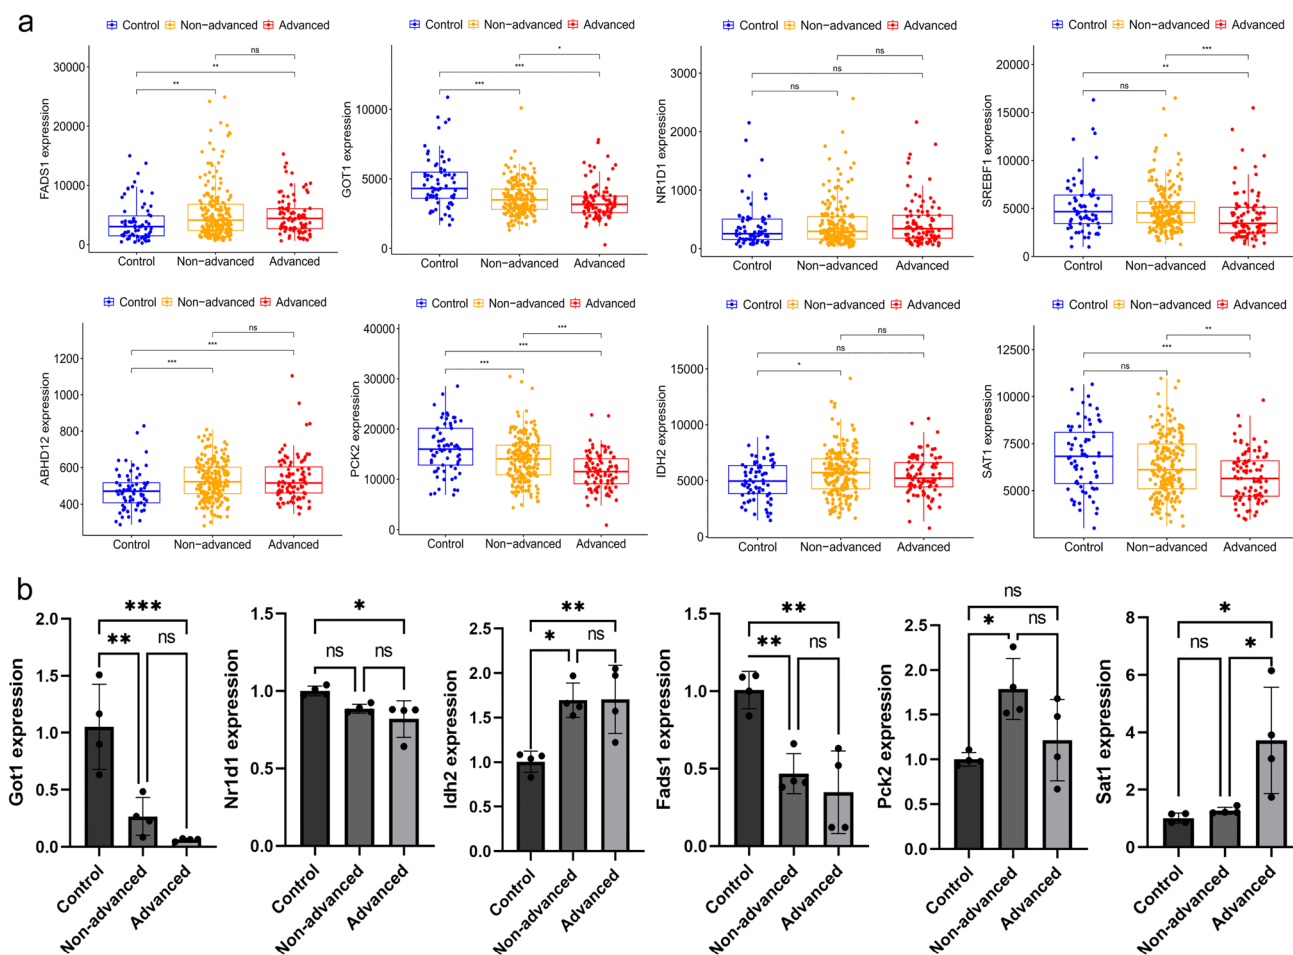 a
Control Non-advanced Advanced
FADS1 expression
30000
20000
10000
0
ns
**
**
Control Non-advanced Advanced
Control Non-advanced Advanced
GOT1 expression
10000
5000
0
*
***
***
Control Non-advanced Advanced
Control Non-advanced Advanced
NR1D1 expression
3000
2000
1000
0
ns
ns
ns
Control Non-advanced Advanced
Control Non-advanced Advanced
SREBF1 expression
20000
15000
10000
5000
0
***
**
ns
Control Non-advanced Advanced
Control Non-advanced Advanced
ABHD12 expression
1200
1000
800
600
400
ns
***
***
Control Non-advanced Advanced
Control Non-advanced Advanced
PCK2 expression
40000
30000
20000
10000
0
***
***
***
Control Non-advanced Advanced
Control Non-advanced Advanced
IDH2 expression
15000
10000
5000
0
ns
ns
*
Control Non-advanced Advanced
Control Non-advanced Advanced
SAT1 expression
12500
10000
7500
5000
**
***
ns
Control Non-advanced Advanced
b
Got1 expression
2.0
1.5
1.0
0.5
0.0
***
** ns
Control Non-advanced Advanced
Nr1d1 expression
1.5
1.0
0.5
0.0
*
ns ns
Control Non-advanced Advanced
Idh2 expression
2.5
2.0
1.5
1.0
0.5
0.0
**
* ns
Control Non-advanced Advanced
Fads1 expression
1.5
1.0
0.5
0.0
**
** ns
Control Non-advanced Advanced
Pck2 expression
2.5
2.0
1.5
1.0
0.5
0.0
ns
* ns
Control Non-advanced Advanced
Sat1 expression
8
6
4
2
0
*
ns *
Control Non-advanced Advanced